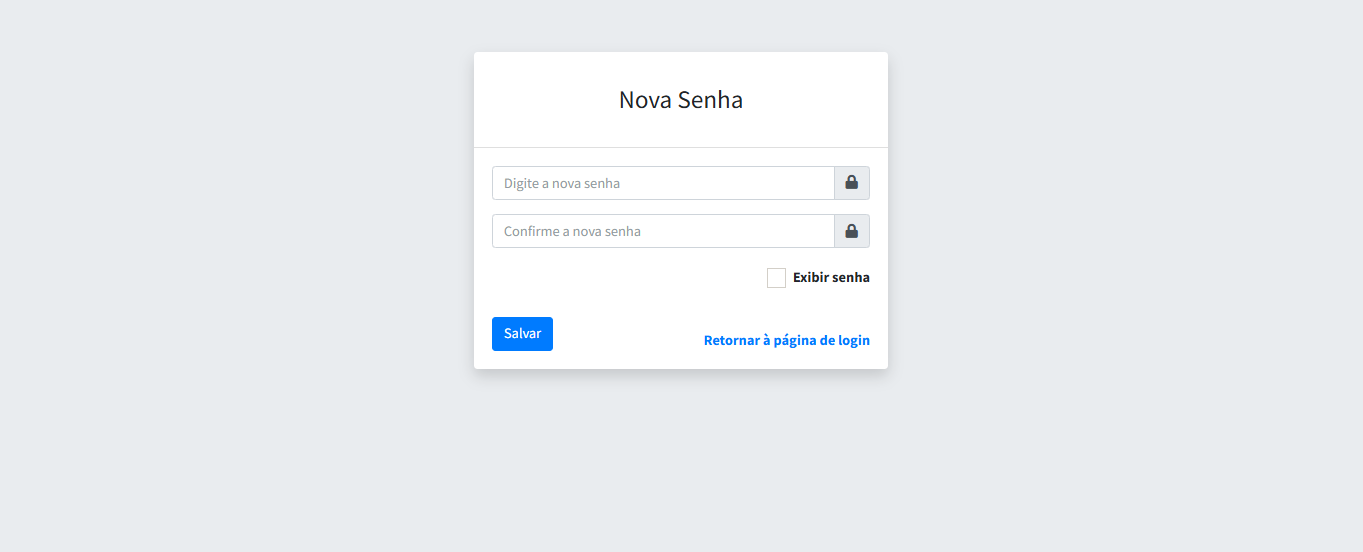 Nova Senha
Digite a nova senha
Confirme a nova senha
Exibir senha
Salvar
Retornar à página de login